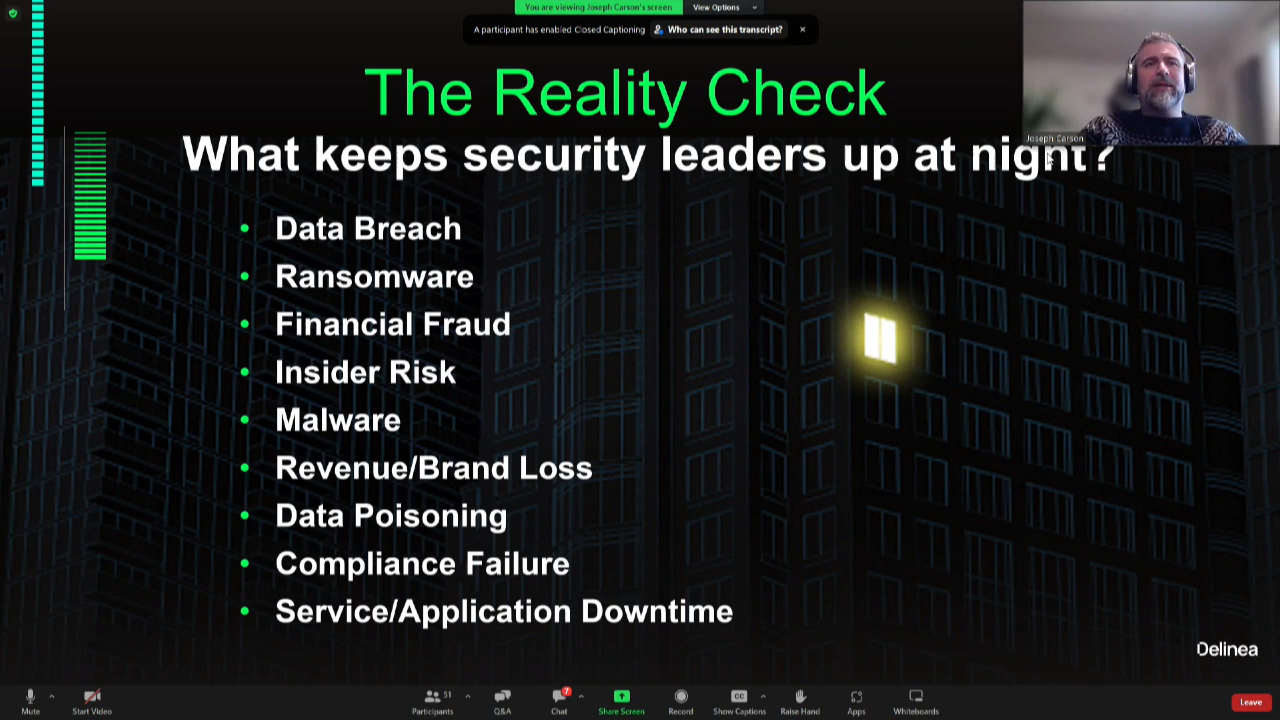 You are viewing Joseph Carson's screen
View Options
A participant has enabled Closed Captioning
Who can see this transcript?
The Reality Check
Joseph Carson
What keeps security leaders up at night?
• Data Breach
• Ransomware
• Financial Fraud
• Insider Risk
• Malware
• Revenue/Brand Loss
• Data Poisoning
• Compliance Failure
• Service/Application Downtime
Delinea
Mute
Start Video
Participants
51
Q&A
Chat
7
Share Screen
Record
CC
Show Captions
Raise Hand
Apps
Whiteboards
Leave